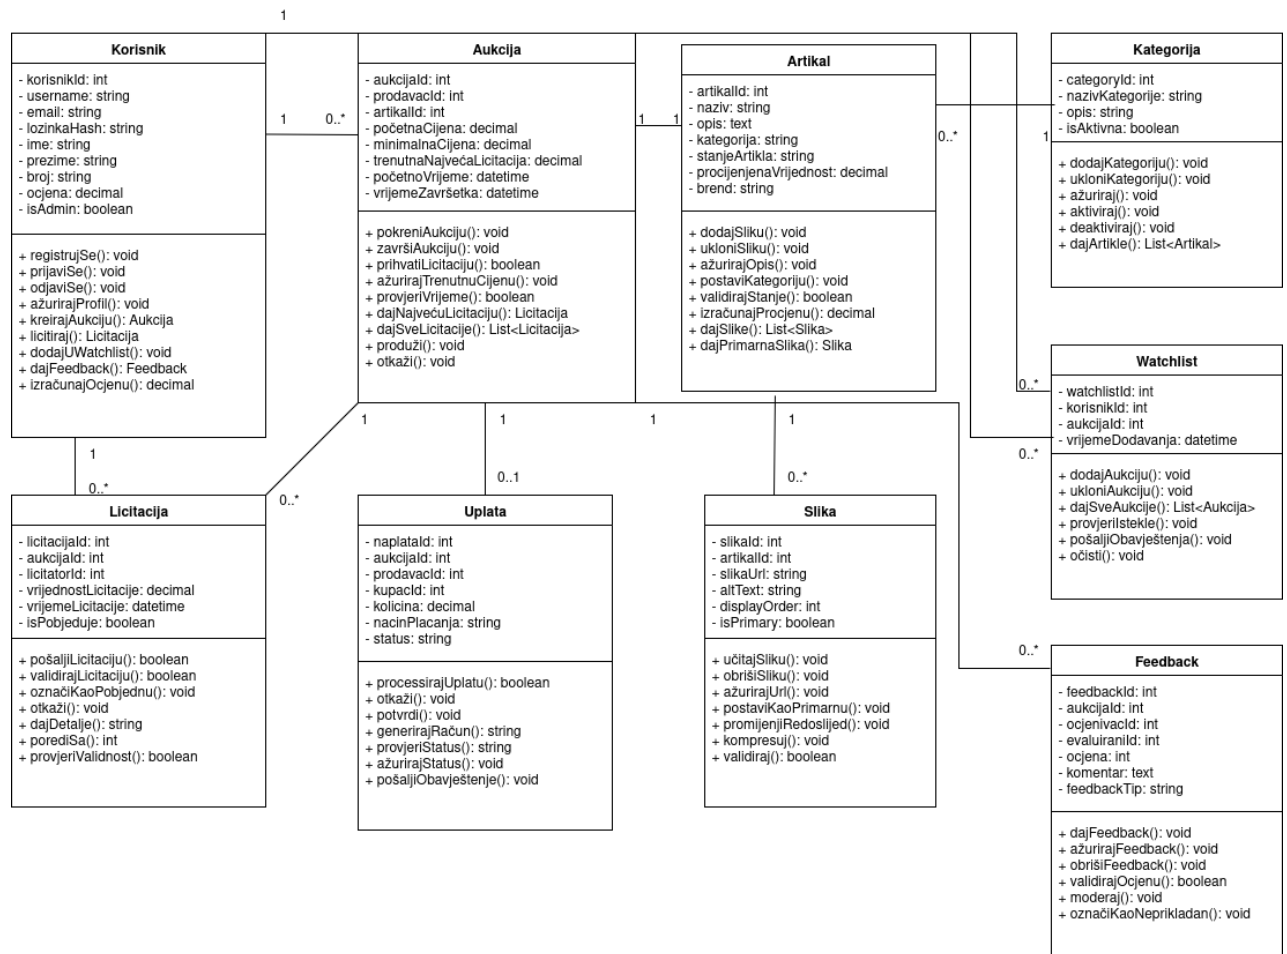 1
Korisnik
- korisnikId: int
- username: string
- email: string
- lozinkaHash: string
- ime: string
- prezime: string
- broj: string
- ocjena: decimal
- isAdmin: boolean
+ registrujSe(): void
+ prijaviSe(): void
+ odjaviSe(): void
+ ažurirajProfil(): void
+ kreirajAukciju(): Aukcija
+ licitiraj(): Licitacija
+ dodajUWatchlist(): void
+ dajFeedback(): Feedback
+ izračunajOcjenu(): decimal
1
0..*
Aukcija
- aukcijaId: int
- prodavacId: int
- artikalId: int
- početnaCijena: decimal
- minimalnaCijena: decimal
- trenutnaNajvećaLicitacija: decimal
- početnoVrijeme: datetime
- vrijemeZavršetka: datetime
+ pokreniAukciju(): void
+ završiAukciju(): void
+ prihvatiLicitaciju(): boolean
+ ažurirajTrenutnuCijenu(): void
+ provjeriVrijeme(): boolean
+ dajNajvećuLicitaciju(): Licitacija
+ dajSveLicitacije(): List<Licitacija>
+ produži(): void
+ otkaži(): void
1
1
Artikal
- artikalId: int
- naziv: string
- opis: text
- kategorija: string
- stanjeArtikla: string
- procijenjenaVrijednost: decimal
- brend: string
+ dodajSliku(): void
+ ukloniSliku(): void
+ ažurirajOpis(): void
+ postaviKategoriju(): void
+ validirajStanje(): boolean
+ izračunajProcjenu(): decimal
+ dajSlike(): List<Slika>
+ dajPrimarnaSlika(): Slika
0..*
1
Kategorija
- categoryId: int
- nazivKategorije: string
- opis: string
- isAktivna: boolean
+ dodajKategoriju(): void
+ ukloniKategoriju(): void
+ ažuriraj(): void
+ aktiviraj(): void
+ deaktiviraj(): void
+ dajArtikle(): List<Artikal>
0..*
0..*
Watchlist
- watchlistId: int
- korisnikId: int
- aukcijaId: int
- vrijemeDodavanja: datetime
+ dodajAukciju(): void
+ ukloniAukciju(): void
+ dajSveAukcije(): List<Aukcija>
+ provjeriIstekle(): void
+ pošaljiObavještenja(): void
+ očisti(): void
1
0..*
1
0..*
1
0..1
1
1
0..*
Licitacija
- licitacijaId: int
- aukcijaId: int
- licitatorId: int
- vrijednostLicitacije: decimal
- vrijemeLicitacije: datetime
- isPobjeduje: boolean
+ pošaljiLicitaciju(): boolean
+ validirajLicitaciju(): boolean
+ označiKaoPobjednu(): void
+ otkaži(): void
+ dajDetalje(): string
+ porediSa(): int
+ provjeriValidnost(): boolean
Uplata
- naplataId: int
- aukcijaId: int
- prodavacId: int
- kupacId: int
- kolicina: decimal
- nacinPlacanja: string
- status: string
+ processirajUplatu(): boolean
+ otkaži(): void
+ potvrdi(): void
+ generirajRačun(): string
+ provjeriStatus(): string
+ ažurirajStatus(): void
+ pošaljiObavještenje(): void
Slika
- slikaId: int
- artikalId: int
- slikaUrl: string
- altText: string
- displayOrder: int
- isPrimary: boolean
+ učitajSliku(): void
+ obrišiSliku(): void
+ ažurirajUrl(): void
+ postaviKaoPrimarnu(): void
+ promijenjiRedoslijed(): void
+ kompresuj(): void
+ validiraj(): boolean
0..*
Feedback
- feedbackId: int
- aukcijaId: int
- ocjenivacId: int
- evaluiraniId: int
- ocjena: int
- komentar: text
- feedbackTip: string
+ dajFeedback(): void
+ ažurirajFeedback(): void
+ obrišiFeedback(): void
+ validirajOcjenu(): boolean
+ moderaj(): void
+ označiKaoNeprikladan(): void